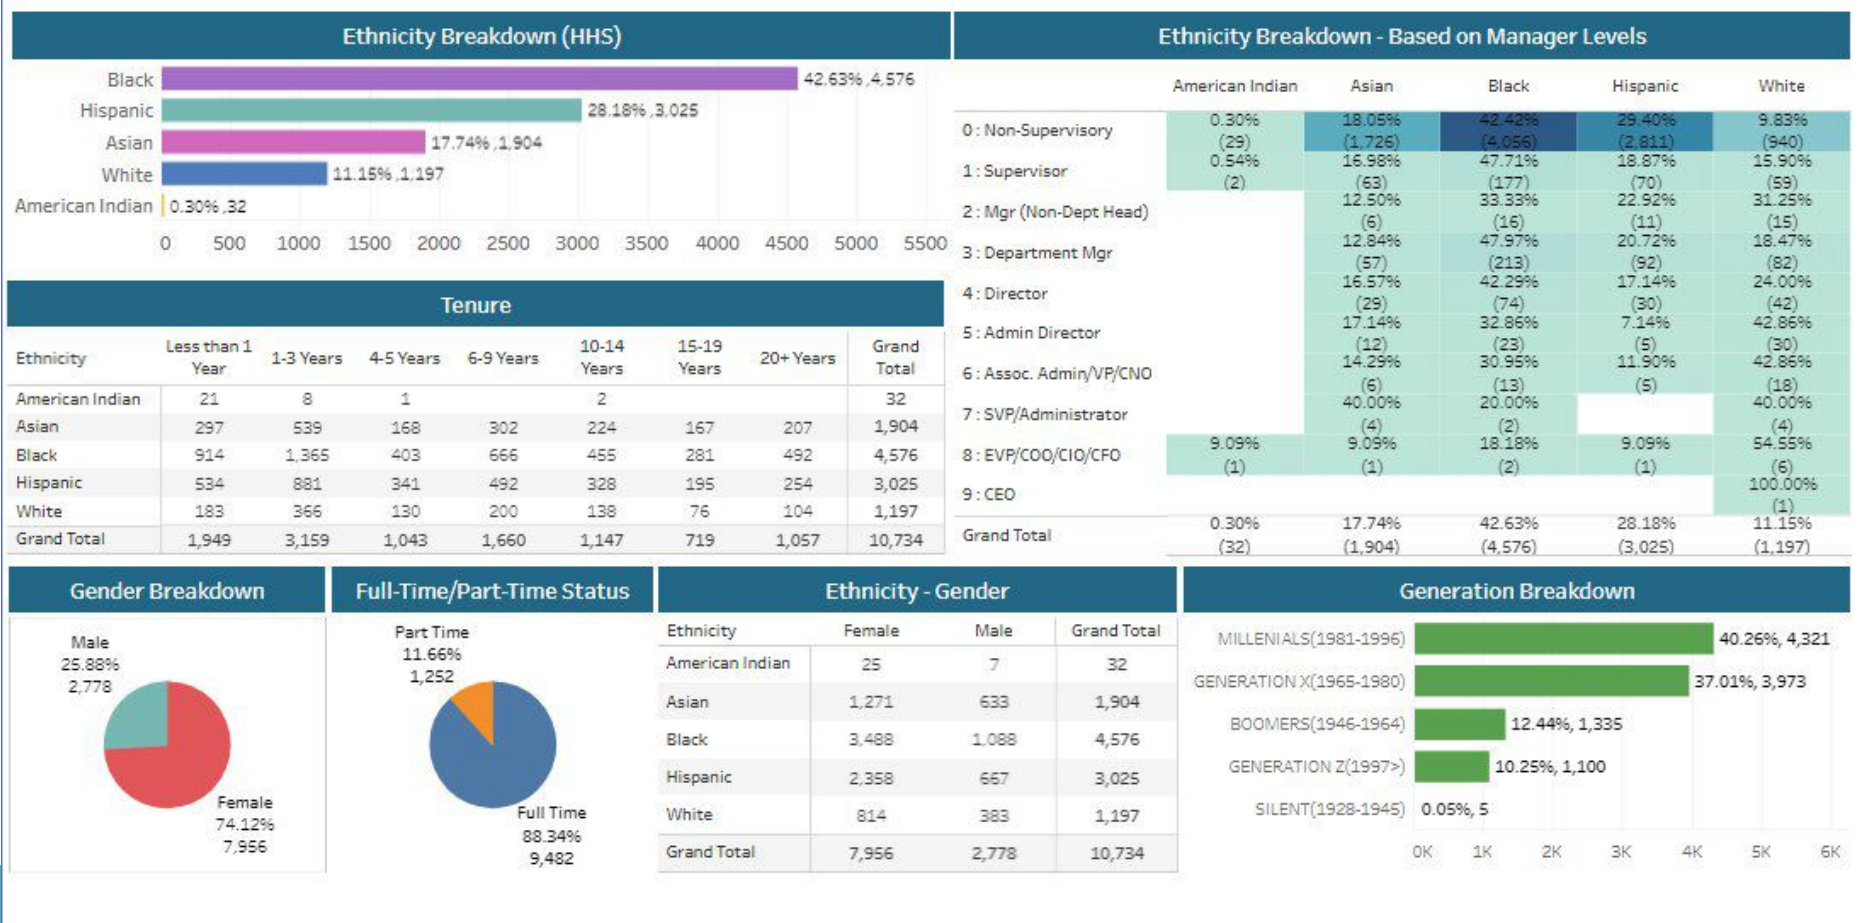 Ethnicity Breakdown (HHS)
Black 42.63% ,4,576
Hispanic 28.18% ,3,025
Asian 17.74% ,1,904
White 11.15% ,1,197
American Indian 0.30% ,32
0 500 1000 1500 2000 2500 3000 3500 4000 4500 5000 5500
Ethnicity Breakdown - Based on Manager Levels
American Indian Asian Black Hispanic White
0 : Non-Supervisory 0.30% 18.05% 42.42% 29.40% 9.83%
(29) (1,726) (4,056) (2,811) (940)
1 : Supervisor 0.54% 16.98% 47.71% 18.87% 15.90%
(2) (63) (177) (70) (59)
2 : Mgr (Non-Dept Head) 12.50% 33.33% 22.92% 31.25%
(6) (16) (11) (15)
3 : Department Mgr 12.84% 47.97% 20.72% 18.47%
(57) (213) (92) (82)
4 : Director 16.57% 42.29% 17.14% 24.00%
(29) (74) (30) (42)
5 : Admin Director 17.14% 32.86% 7.14% 42.86%
(12) (23) (5) (30)
6 : Assoc. Admin/VP/CNO 14.29% 30.95% 11.90% 42.86%
(6) (13) (5) (18)
7 : SVP/Administrator 40.00% 20.00% 40.00%
(4) (2) (4)
8 : EVP/COO/CIO/CFO 9.09% 9.09% 18.18% 9.09% 54.55%
(1) (1) (2) (1) (6)
9 : CEO 100.00%
(1)
Grand Total 0.30% 17.74% 42.63% 28.18% 11.15%
(32) (1,904) (4,576) (3,025) (1,197)
Tenure
Ethnicity Less than 1 Year 1-3 Years 4-5 Years 6-9 Years 10-14 Years 15-19 Years 20+ Years Grand Total
American Indian 21 8 1 2 32
Asian 297 539 168 302 224 167 207 1,904
Black 914 1,365 403 666 455 281 492 4,576
Hispanic 534 881 341 492 328 195 254 3,025
White 183 366 130 200 138 76 104 1,197
Grand Total 1,949 3,159 1,043 1,660 1,147 719 1,057 10,734
Gender Breakdown
Male
25.88%
2,778
Female
74.12%
7,956
Full-Time/Part-Time Status
Part Time
11.66%
1,252
Full Time
88.34%
9,482
Ethnicity - Gender
Ethnicity Female Male Grand Total
American Indian 25 7 32
Asian 1,271 633 1,904
Black 3,488 1,088 4,576
Hispanic 2,358 667 3,025
White 814 383 1,197
Grand Total 7,956 2,778 10,734
Generation Breakdown
MILLENIALS(1981-1996) 40.26%, 4,321
GENERATION X(1965-1980) 37.01%, 3,973
BOOMERS(1946-1964) 12.44%, 1,335
GENERATION Z(1997>) 10.25%, 1,100
SILENT(1928-1945) 0.05%, 5
0K 1K 2K 3K 4K 5K 6K